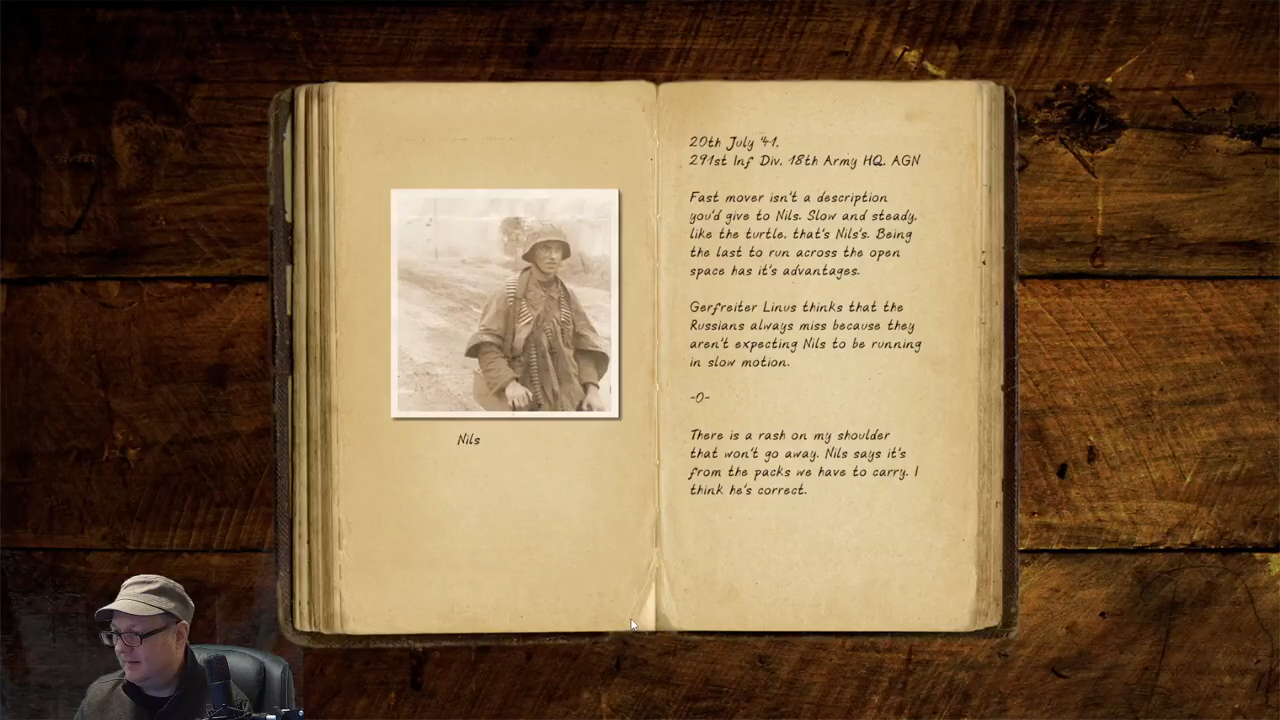 Nils
20th July '41.
291st Inf Div. 18th Army HQ. AGN
Fast mover isn't a description
you'd give to Nils. Slow and steady,
like the turtle, that's Nils's. Being
the last to run across the open
space has it's advantages.
Gerfreiter Linus thinks that the
Russians always miss because they
aren't expecting Nils to be running
in slow motion.
-O-
There is a rash on my shoulder
that won't go away. Nils says it's
from the packs we have to carry. I
think he's correct.